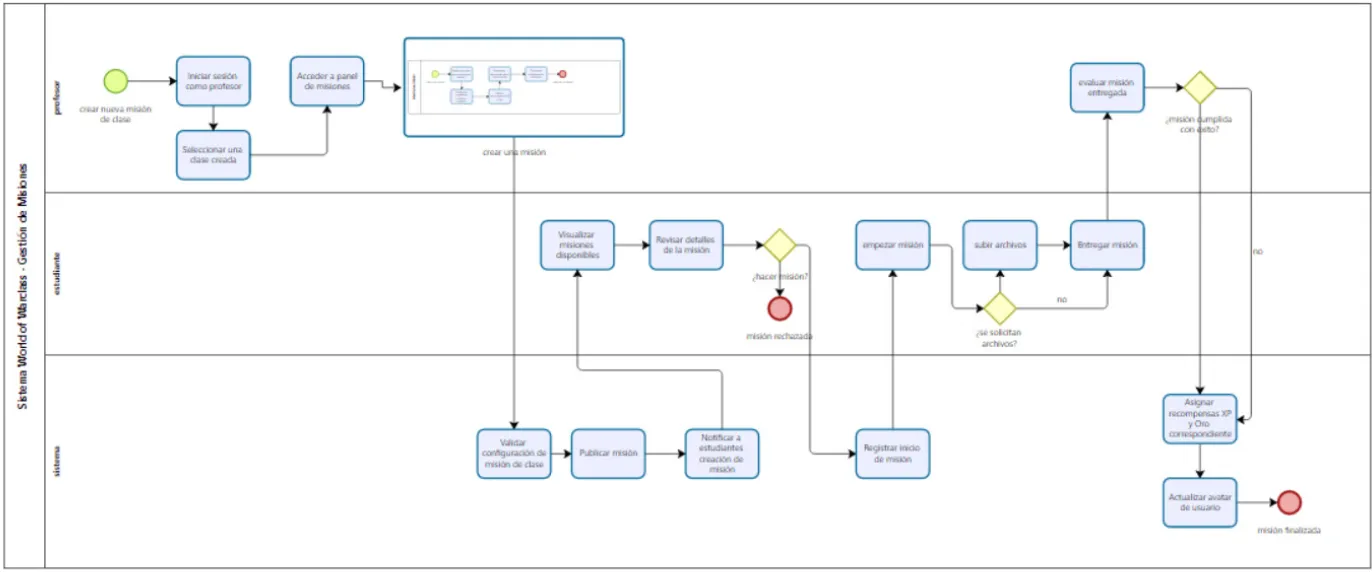 Sistema World of Warclass - Gestión de Misiones
profesor
crear nueva misión
de clase
Iniciar sesión
como profesor
Seleccionar una
clase creada
Acceder a panel
de misiones
crear una misión
evaluar misión
entregada
¿misión cumplida
con éxito?
no
estudiante
Visualizar
misiones
disponibles
Revisar detalles
de la misión
¿hacer misión?
misión rechazada
empezar misión
subir archivos
¿se solicitan
archivos?
no
Entregar misión
sistema
Validar
configuración de
misión de clase
Publicar misión
Notificar a
estudiantes
creación de
misión
Registrar inicio
de misión
Asignar
recompensas XP
y Oro
correspondiente
Actualizar avatar
de usuario
misión finalizada